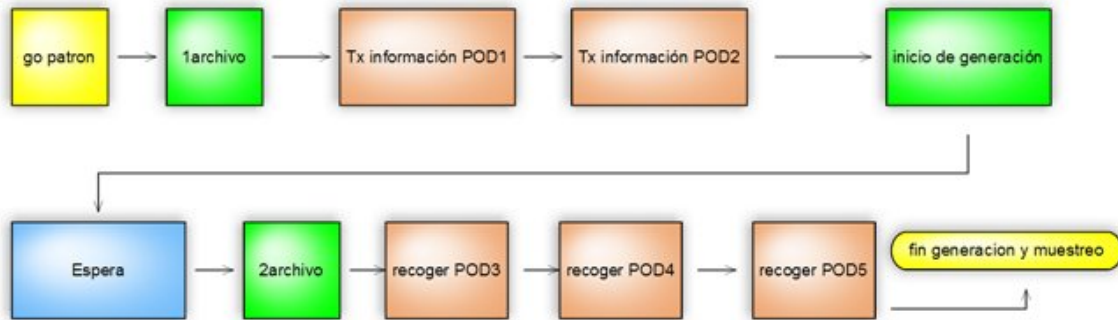 go patron
1archivo
Tx información POD1
Tx información POD2
inicio de generación
Espera
2archivo
recoger POD3
recoger POD4
recoger POD5
fin generacion y muestreo